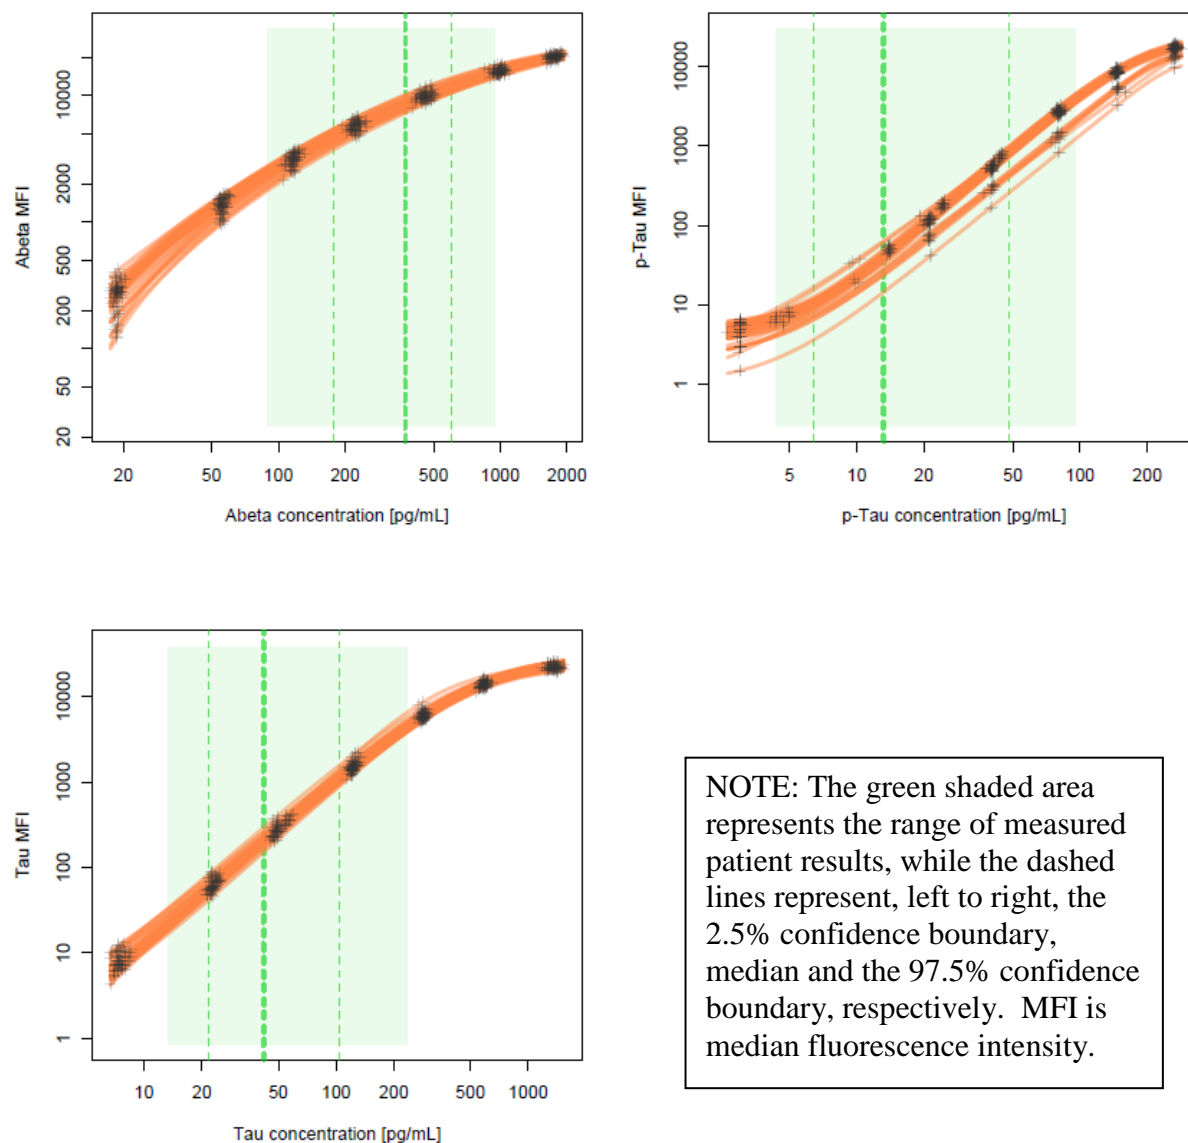 Abeta MFI
10000
2000
500
200
50
20
20 50 100 200 500 1000 2000
Abeta concentration [pg/mL]
p-Tau MFI
10000
1000
100
10
1
5 10 20 50 100 200
p-Tau concentration [pg/mL]
Tau MFI
10000
1000
100
10
1
10 20 50 100 200 500 1000
Tau concentration [pg/mL]
NOTE: The green shaded area
represents the range of measured
patient results, while the dashed
lines represent, left to right, the
2.5% confidence boundary,
median and the 97.5% confidence
boundary, respectively.  MFI is
median fluorescence intensity.